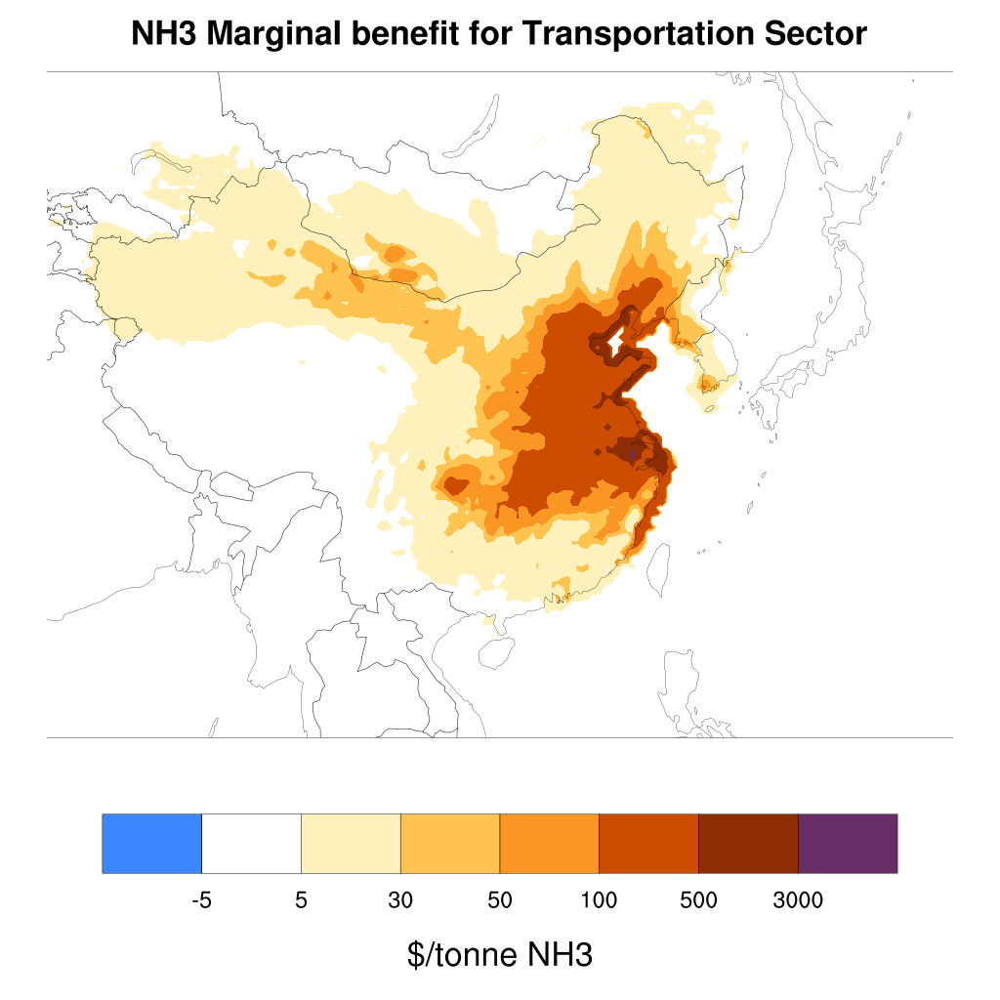 NH3 Marginal benefit for Transportation Sector
-5 5 30 50 100 500 3000
$/tonne NH3